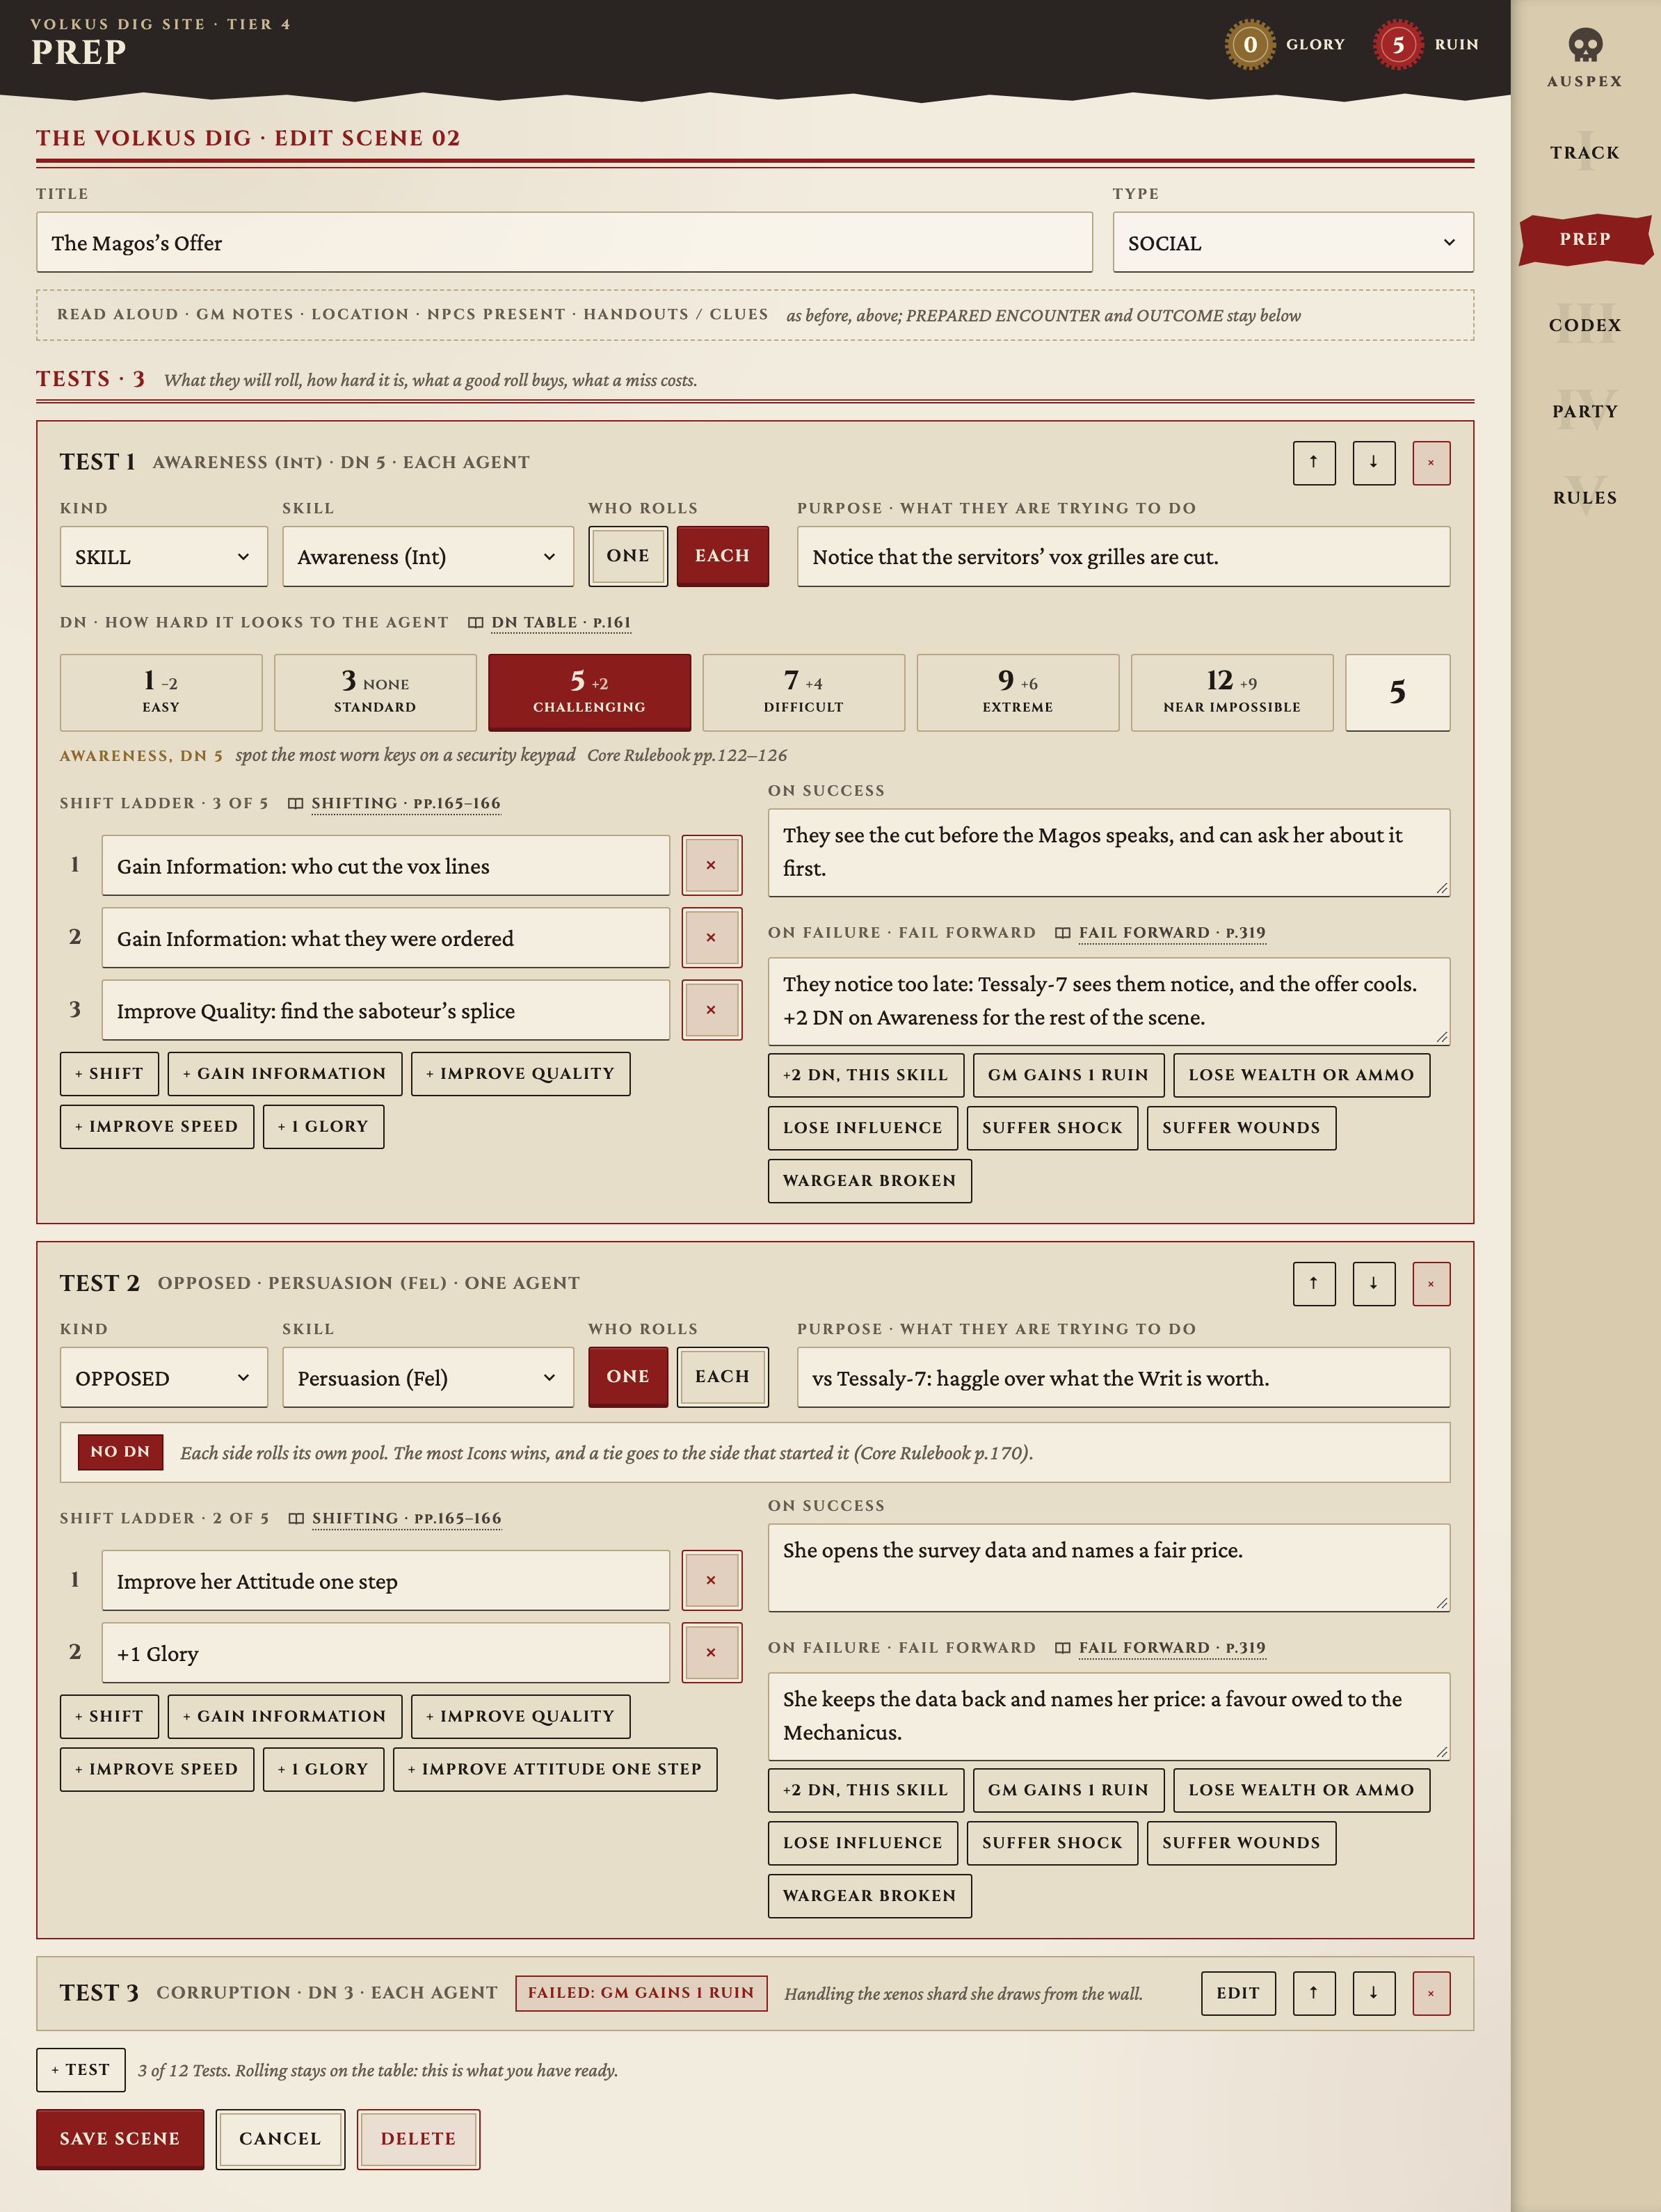 VOLKUS DIG SITE · TIER 4
PREP
0 GLORY
5 RUIN
AUSPEX
I
TRACK
PREP
III
CODEX
IV
PARTY
V
RULES
THE VOLKUS DIG · EDIT SCENE 02
TITLE
The Magos’s Offer
TYPE
SOCIAL
READ ALOUD · GM NOTES · LOCATION · NPCS PRESENT · HANDOUTS / CLUES as before, above; PREPARED ENCOUNTER and OUTCOME stay below
TESTS · 3 What they will roll, how hard it is, what a good roll buys, what a miss costs.
TEST 1 AWARENESS (INT) · DN 5 · EACH AGENT
↑ ↓ ×
KIND
SKILL
SKILL
Awareness (Int)
WHO ROLLS
ONE EACH
PURPOSE · WHAT THEY ARE TRYING TO DO
Notice that the servitors’ vox grilles are cut.
DN · HOW HARD IT LOOKS TO THE AGENT DN TABLE · P.161
1 −2
EASY
3 NONE
STANDARD
5 +2
CHALLENGING
7 +4
DIFFICULT
9 +6
EXTREME
12 +9
NEAR IMPOSSIBLE
5
AWARENESS, DN 5 spot the most worn keys on a security keypad Core Rulebook pp.122–126
SHIFT LADDER · 3 OF 5 SHIFTING · PP.165–166
1 Gain Information: who cut the vox lines ×
2 Gain Information: what they were ordered ×
3 Improve Quality: find the saboteur’s splice ×
+ SHIFT + GAIN INFORMATION + IMPROVE QUALITY
+ IMPROVE SPEED + 1 GLORY
ON SUCCESS
They see the cut before the Magos speaks, and can ask her about it
first.
ON FAILURE · FAIL FORWARD FAIL FORWARD · P.319
They notice too late: Tessaly-7 sees them notice, and the offer cools.
+2 DN on Awareness for the rest of the scene.
+2 DN, THIS SKILL GM GAINS 1 RUIN LOSE WEALTH OR AMMO
LOSE INFLUENCE SUFFER SHOCK SUFFER WOUNDS
WARGEAR BROKEN
TEST 2 OPPOSED · PERSUASION (FEL) · ONE AGENT
↑ ↓ ×
KIND
OPPOSED
SKILL
Persuasion (Fel)
WHO ROLLS
ONE EACH
PURPOSE · WHAT THEY ARE TRYING TO DO
vs Tessaly-7: haggle over what the Writ is worth.
NO DN Each side rolls its own pool. The most Icons wins, and a tie goes to the side that started it (Core Rulebook p.170).
SHIFT LADDER · 2 OF 5 SHIFTING · PP.165–166
1 Improve her Attitude one step ×
2 +1 Glory ×
+ SHIFT + GAIN INFORMATION + IMPROVE QUALITY
+ IMPROVE SPEED + 1 GLORY + IMPROVE ATTITUDE ONE STEP
ON SUCCESS
She opens the survey data and names a fair price.
ON FAILURE · FAIL FORWARD FAIL FORWARD · P.319
She keeps the data back and names her price: a favour owed to the
Mechanicus.
+2 DN, THIS SKILL GM GAINS 1 RUIN LOSE WEALTH OR AMMO
LOSE INFLUENCE SUFFER SHOCK SUFFER WOUNDS
WARGEAR BROKEN
TEST 3 CORRUPTION · DN 3 · EACH AGENT FAILED: GM GAINS 1 RUIN Handling the xenos shard she draws from the wall. EDIT ↑ ↓ ×
+ TEST 3 of 12 Tests. Rolling stays on the table: this is what you have ready.
SAVE SCENE CANCEL DELETE